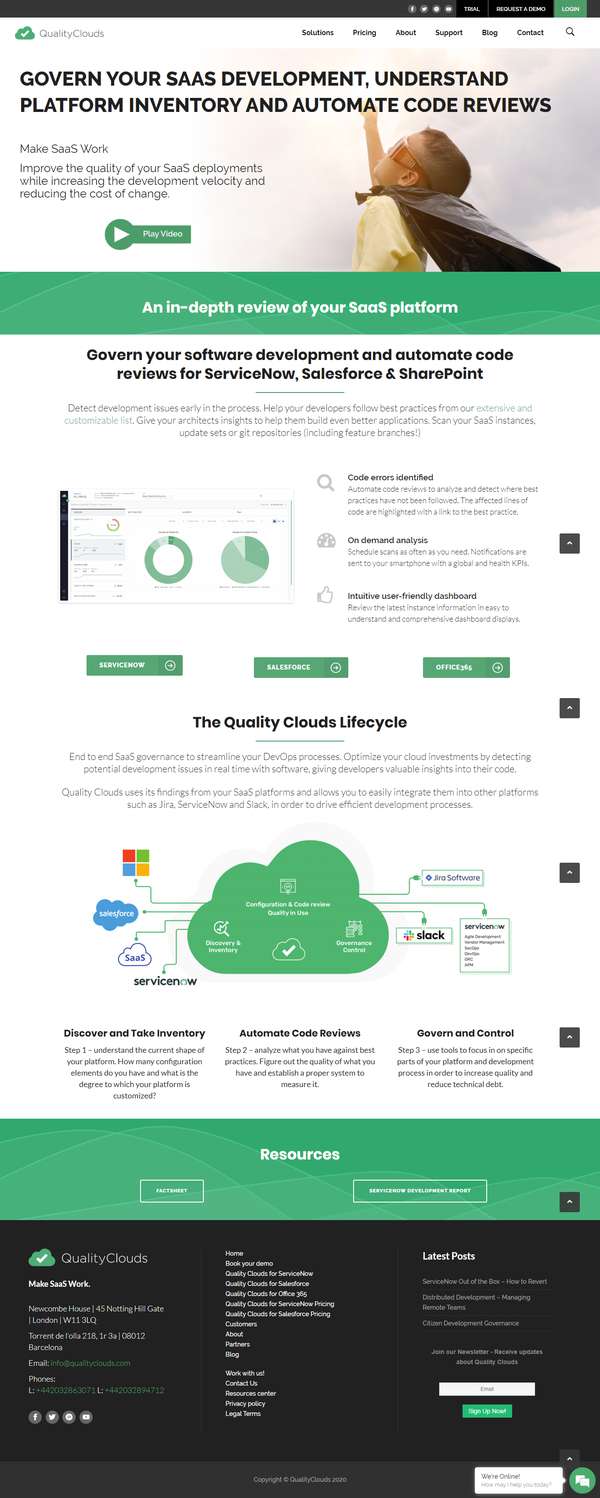 TRIAL
REQUEST A DEMO
LOGIN
QualityClouds
Solutions
Pricing
About
Support
Blog
Contact
GOVERN YOUR SAAS DEVELOPMENT, UNDERSTAND
PLATFORM INVENTORY AND AUTOMATE CODE REVIEWS
Make SaaS Work
Improve the quality of your SaaS deployments
while increasing the development velocity and
reducing the cost of change.
Play Video
An in-depth review of your SaaS platform
Govern your software development and automate code
reviews for ServiceNow, Salesforce & SharePoint
Detect development issues early in the process. Help your developers follow best practices from our extensive and
customizable list. Give your architects insights to help them build even better applications. Scan your SaaS instances,
update sets or git repositories (including feature branches!)
Code errors identified
Automate code reviews to analyze and detect where best
practices have not been followed. The affected lines of
code are highlighted with a link to the best practice.
On demand analysis
Schedule scans as often as you need. Notifications are
sent to your smartphone with a global and health KPIs.
Intuitive user-friendly dashboard
Review the latest instance information in easy to
understand and comprehensive dashboard displays.
SERVICENOW
SALESFORCE
OFFICE365
The Quality Clouds Lifecycle
End to end SaaS governance to streamline your DevOps processes. Optimize your cloud investments by detecting
potential development issues in real time with software, giving developers valuable insights into their code.
Quality Clouds uses its findings from your SaaS platforms and allows you to easily integrate them into other platforms
such as Jira, ServiceNow and Slack, in order to drive efficient development processes.
Jira Software
Configuration & Code review
Quality in Use
salesforce
Discovery &
Inventory
Governance
Control
slack
servicenow
Agile Development
Vendor Management
SecOps
DevOps
GRC
APM
SaaS
servicenow
Discover and Take Inventory
Step 1 – understand the current shape of
your platform. How many configuration
elements do you have and what is the
degree to which your platform is
customized?
Automate Code Reviews
Step 2 – analyze what you have against best
practices. Figure out the quality of what you
have and establish a proper system to
measure it.
Govern and Control
Step 3 – use tools to focus in on specific
parts of your platform and development
process in order to increase quality and
reduce technical debt.
Resources
FACTSHEET
SERVICENOW DEVELOPMENT REPORT
QualityClouds
Make SaaS Work.
Newcombe House | 45 Notting Hill Gate
| London | W11 3LQ
Torrent de l'olla 218, 1r 3a | 08012
Barcelona
Email: info@qualityclouds.com
Phones:
L: +442032863071 L: +442032894712
Home
Book your demo
Quality Clouds for ServiceNow
Quality Clouds for Salesforce
Quality Clouds for Office 365
Quality Clouds for ServiceNow Pricing
Quality Clouds for Salesforce Pricing
Customers
About
Partners
Blog
Work with us!
Contact Us
Resources center
Privacy policy
Legal Terms
Latest Posts
ServiceNow Out of the Box – How to Revert
Distributed Development – Managing
Remote Teams
Citizen Development Governance
Join our Newsletter - Receive updates
about Quality Clouds
Email
Sign Up Now!
Copyright © QualityClouds 2020
We're Online!
How may I help you today?